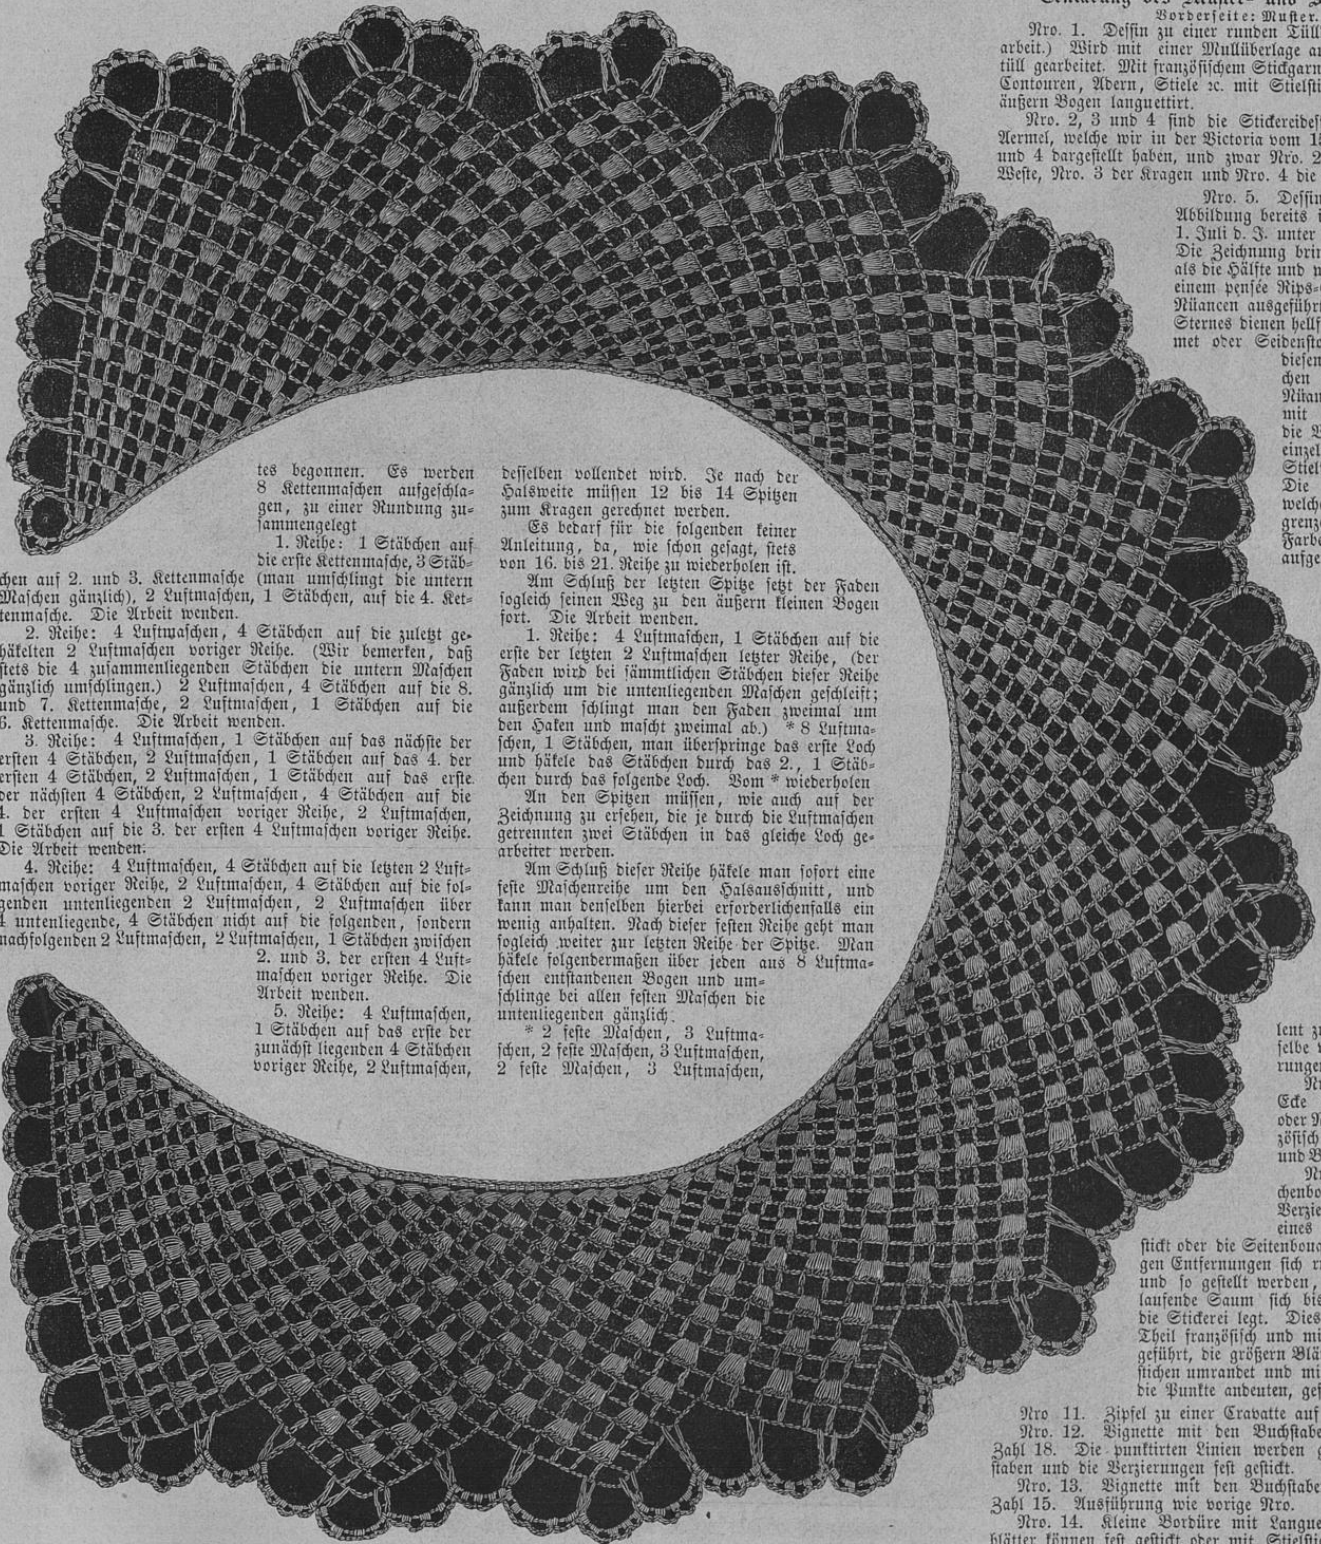 tes begonnen. Es werden
8 Kettenmaschen aufgeschla-
gen, zu einer Rundung zu-
sammengelegt
1. Reihe: 1 Stäbchen auf
die erste Kettenmasche, 3 Stäb-
chen auf 2. und 3. Kettenmasche (man umschlingt die untern
Maschen gänzlich), 2 Luftmaschen, 1 Stäbchen, auf die 4. Ket-
tenmasche. Die Arbeit wenden.
2. Reihe: 4 Luftmaschen, 4 Stäbchen auf die zuletzt ge-
häkelten 2 Luftmaschen voriger Reihe. (Wir bemerken, daß
stets die 4 zusammenliegenden Stäbchen die untern Maschen
gänzlich umschlingen.) 2 Luftmaschen, 4 Stäbchen auf die 8.
und 7. Kettenmasche, 2 Luftmaschen, 1 Stäbchen auf die
6. Kettenmasche. Die Arbeit wenden.
3. Reihe: 4 Luftmaschen, 1 Stäbchen auf das nächste der
ersten 4 Stäbchen, 2 Luftmaschen, 1 Stäbchen auf das 4. der
ersten 4 Stäbchen, 2 Luftmaschen, 1 Stäbchen auf das erste
der nächsten 4 Stäbchen, 2 Luftmaschen, 4 Stäbchen auf die
4. der ersten 4 Luftmaschen voriger Reihe, 2 Luftmaschen,
1 Stäbchen auf die 3. der ersten 4 Luftmaschen voriger Reihe.
Die Arbeit wenden.
4. Reihe: 4 Luftmaschen, 4 Stäbchen auf die letzten 2 Luft-
maschen voriger Reihe, 2 Luftmaschen, 4 Stäbchen auf die fol-
genden untenliegenden 2 Luftmaschen, 2 Luftmaschen über
4 untenliegende, 4 Stäbchen nicht auf die folgenden, sondern
nachfolgenden 2 Luftmaschen, 2 Luftmaschen, 1 Stäbchen zwischen
2. und 3. der ersten 4 Luft-
maschen voriger Reihe. Die
Arbeit wenden.
5. Reihe: 4 Luftmaschen,
1 Stäbchen auf das erste der
zunächst liegenden 4 Stäbchen
voriger Reihe, 2 Luftmaschen,
desselben vollendet wird. Je nach der
Halsweite müssen 12 bis 14 Spitzen
zum Kragen gerechnet werden.
Es bedarf für die folgenden keiner
Anleitung, da, wie schon gesagt, stets
von 16. bis 21. Reihe zu wiederholen ist.
Am Schluß der letzten Spitze setzt der Faden
sogleich seinen Weg zu den äußern kleinen Bogen
fort. Die Arbeit wenden.
1. Reihe: 4 Luftmaschen, 1 Stäbchen auf die
erste der letzten 2 Luftmaschen letzter Reihe, (der
Faden wird bei sämmtlichen Stäbchen dieser Reihe
gänzlich um die untenliegenden Maschen geschleift;
außerdem schlingt man den Faden zweimal um
den Haken und mascht zweimal ab.) * 8 Luftma-
schen, 1 Stäbchen, man überspringe das erste Loch
und häkele das Stäbchen durch das 2., 1 Stäb-
chen durch das folgende Loch. Vom * wiederholen
An den Spitzen müssen, wie auch auf der
Zeichnung zu ersehen, die je durch die Luftmaschen
getrennten zwei Stäbchen in das gleiche Loch ge-
arbeitet werden.
Am Schluß dieser Reihe häkele man sofort eine
feste Maschenreihe um den Halsausschnitt, und
kann man denselben hierbei erforderlichenfalls ein
wenig anhalten. Nach dieser festen Reihe geht man
sogleich weiter zur letzten Reihe der Spitze. Man
häkele folgendermaßen über jeden aus 8 Luftma-
schen entstandenen Bogen und um-
schlinge bei allen festen Maschen die
untenliegenden gänzlich:
* 2 feste Maschen, 3 Luftma-
schen, 2 feste Maschen, 3 Luftmaschen,
2 feste Maschen, 3 Luftmaschen,
Vorderseite: Muster.
Nro. 1. Dessin zu einer runden Tüll
arbeit.) Wird mit einer Mullüberlage
tüll gearbeitet. Mit französischem Stickgarn
Contouren, Adern, Stiele ꝛc. mit Stielsti
äußern Bogen languettirt.
Nro. 2, 3 und 4 sind die Stickereides
Aermel, welche wir in der Victoria vom 15
und 4 dargestellt haben, und zwar Nro. 2
Weste, Nro. 3 der Kragen und Nro. 4 die
Nro. 5. Dessin
Abbildung bereits i
1. Juli d. J. unter
Die Zeichnung brin
als die Hälfte und
einem pensée Rips-
Nüancen ausgeführt
Sternes dienen hell
met oder Seidensto
diesen
chen
Nüan
mit
die
einzel
Stiel
Die
welche
grenz
Farbe
aufge
lent zu
selbe
rungen
Ecke
oder
zösisch
und B
chenbo
Verzie
eines
stickt oder die Seitenbouq
gen Entfernungen sich
und so gestellt werden,
laufende Saum sich bis
die Stickerei legt. Dies
Theil französisch und mi
geführt, die größern Blä
stichen umrandet und mi
die Punkte andeuten, ges
Nro 11. Zipfel zu einer Cravatte auf
Nro. 12. Vignette mit den Buchstabe
Zahl 18. Die punktirten Linien werden
staben und die Verzierungen fest gestickt.
Nro. 13. Vignette mit den Buchstabe
Zahl 15. Ausführung wie vorige Nro.
Nro. 14. Kleine Bordüre mit Langue
blätter können fest gestickt oder mit Stielsti